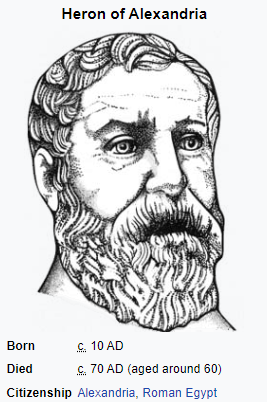 Heron of Alexandria
Born c. 10 AD
Died c. 70 AD (aged around 60)
Citizenship Alexandria, Roman Egypt